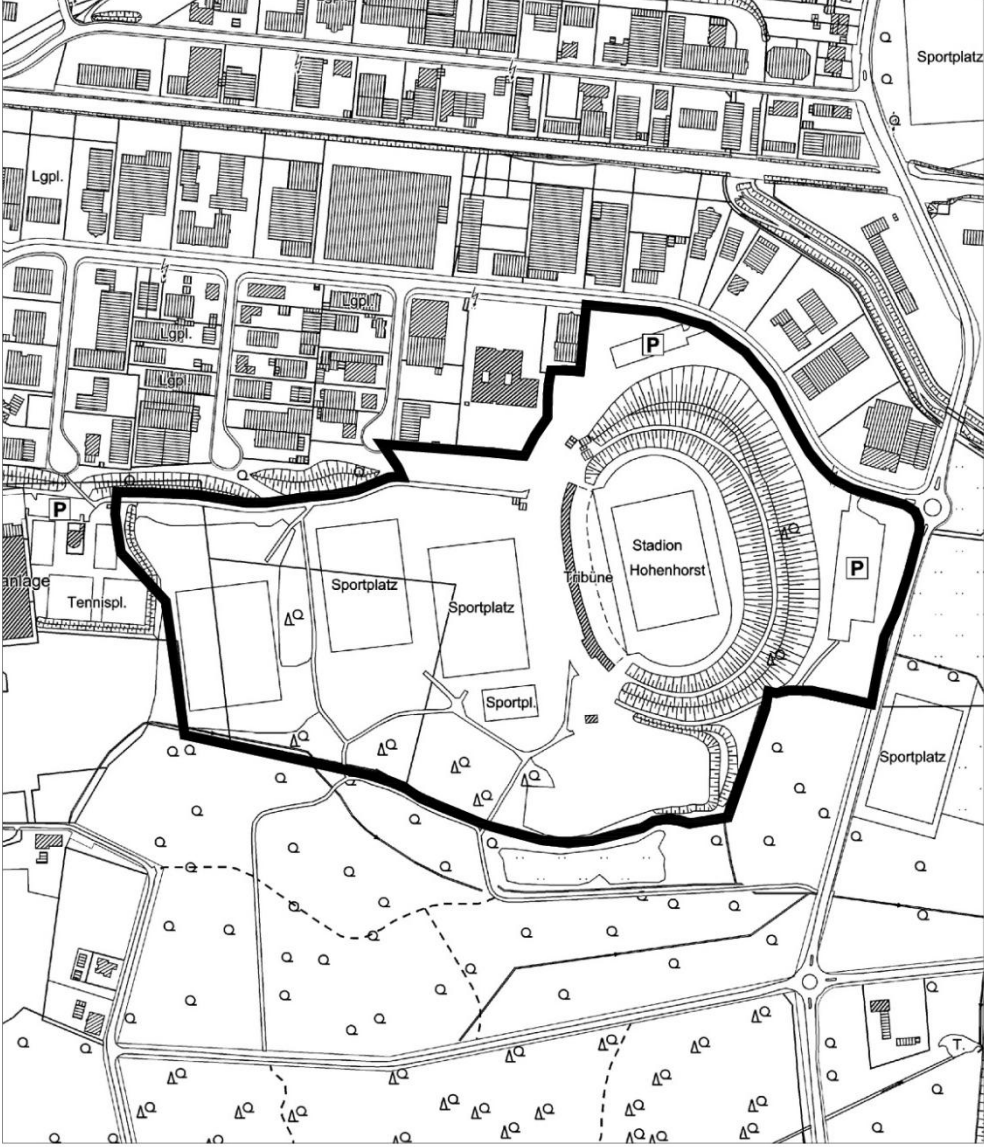 Sportplatz
Lgpl.
Lgpl.
Lgpl.
Lgpl.
P
P
anlage
Tennispl.
Sportplatz
Sportplatz
Sportpl.
Tribüne
Stadion
Hohenhorst
P
Sportplatz
T.